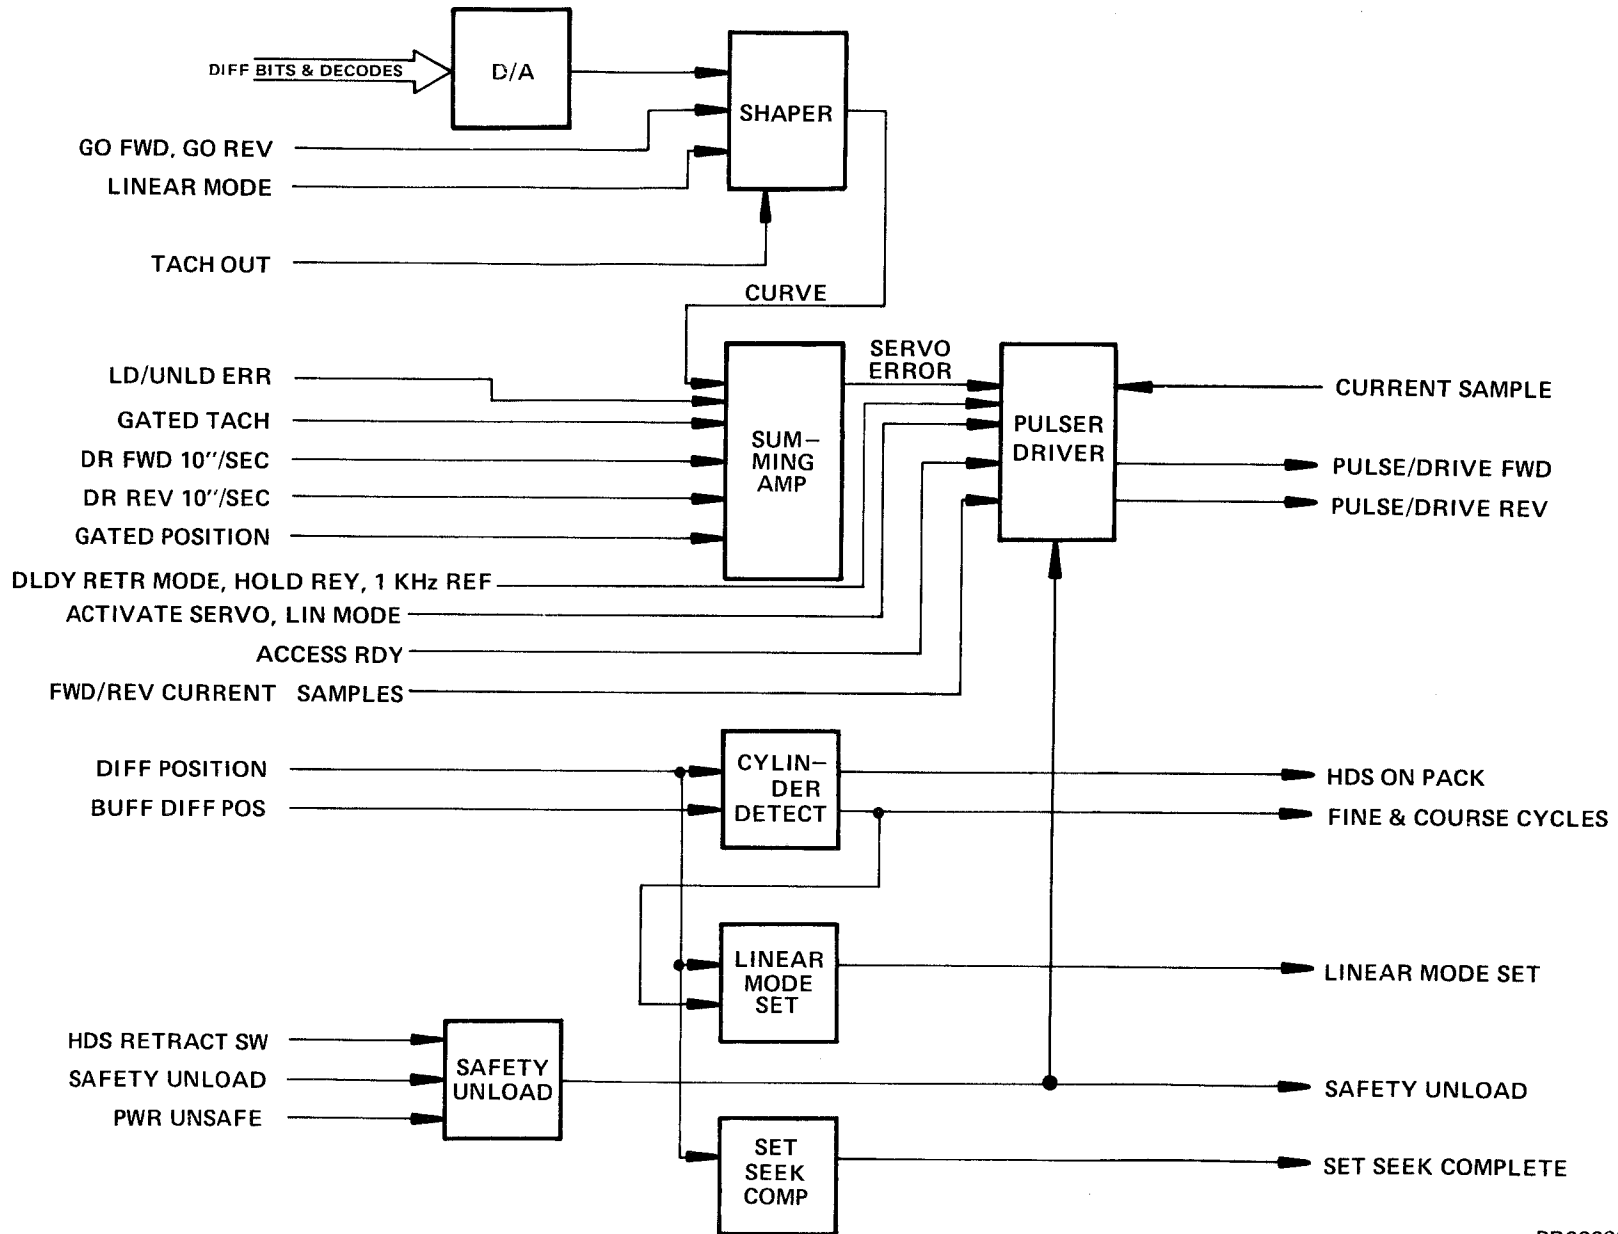 DIFF BITS & DECODES
D/A
SHAPER
GO FWD, GO REV
LINEAR MODE
TACH OUT
CURVE
LD/UNLD ERR
GATED TACH
DR FWD 10"/SEC
DR REV 10"/SEC
GATED POSITION
SUM–
MING
AMP
SERVO
ERROR
PULSER
DRIVER
CURRENT SAMPLE
PULSE/DRIVE FWD
PULSE/DRIVE REV
DLDY RETR MODE, HOLD REY, 1 KHz REF
ACTIVATE SERVO, LIN MODE
ACCESS RDY
FWD/REV CURRENT SAMPLES
DIFF POSITION
BUFF DIFF POS
CYLIN–
DER
DETECT
HDS ON PACK
FINE & COURSE CYCLES
LINEAR
MODE
SET
LINEAR MODE SET
HDS RETRACT SW
SAFETY UNLOAD
PWR UNSAFE
SAFETY
UNLOAD
SAFETY UNLOAD
SET
SEEK
COMP
SET SEEK COMPLETE